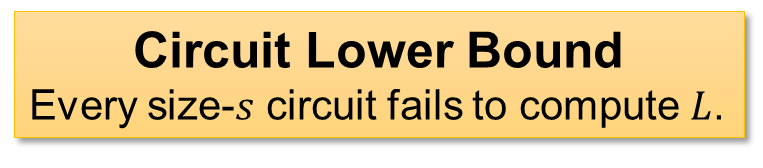 Circuit Lower Bound
Every size-𝑠 circuit fails to compute 𝐿.